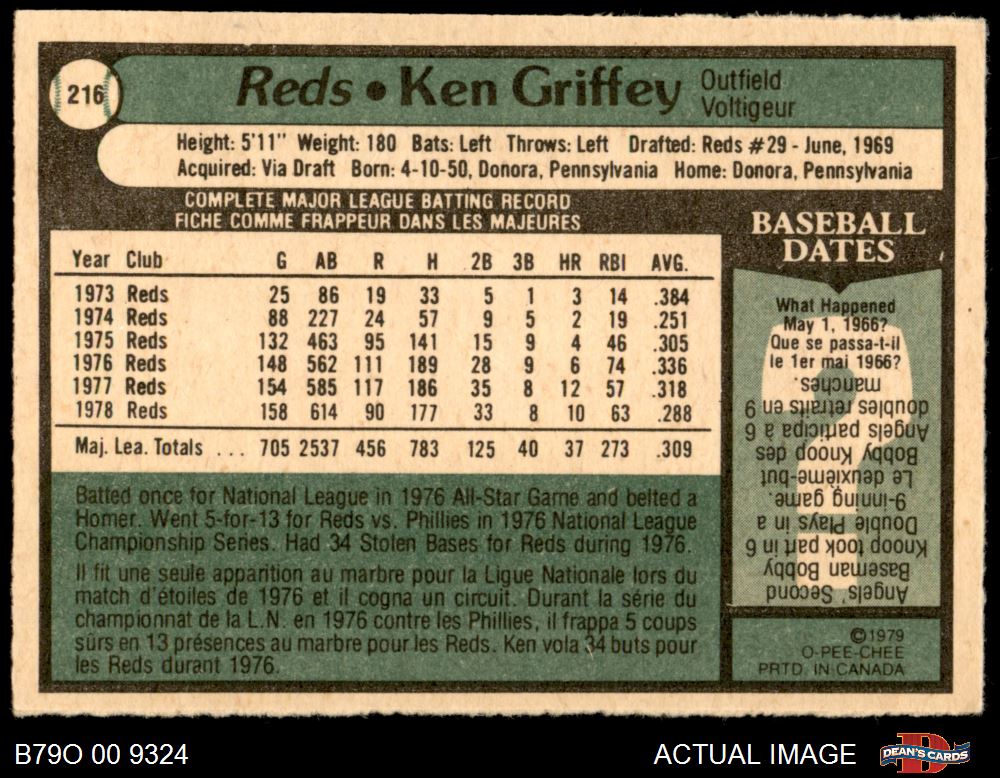 216
Reds • Ken Griffey
Outfield
Voltigeur
Height: 5'11" Weight: 180 Bats: Left Throws: Left Drafted: Reds #29 - June, 1969
Acquired: Via Draft Born: 4-10-50, Donora, Pennsylvania Home: Donora, Pennsylvania
COMPLETE MAJOR LEAGUE BATTING RECORD
FICHE COMME FRAPPEUR DANS LES MAJEURES
Year Club G AB R H 2B 3B HR RBI AVG.
1973 Reds 25 86 19 33 5 1 3 14 .384
1974 Reds 88 227 24 57 9 5 2 19 .251
1975 Reds 132 463 95 141 15 9 4 46 .305
1976 Reds 148 562 111 189 28 9 6 74 .336
1977 Reds 154 585 117 186 35 8 12 57 .318
1978 Reds 158 614 90 177 33 8 10 63 .288
Maj. Lea. Totals ... 705 2537 456 783 125 40 37 273 .309
Batted once for National League in 1976 All-Star Game and belted a
Homer. Went 5-for-13 for Reds vs. Phillies in 1976 National League
Championship Series. Had 34 Stolen Bases for Reds during 1976.
Il fit une seule apparition au marbre pour la Ligue Nationale lors du
match d'étoiles de 1976 et il cogna un circuit. Durant la série du
championnat de la L.N. en 1976 contre les Phillies, il frappa 5 coups
sûrs en 13 présences au marbre pour les Reds. Ken vola 34 buts pour
les Reds durant 1976.
BASEBALL
DATES
What Happened
May 1, 1966?
Que se passa-t-il
le 1er mai 1966?
Angels' Second
Baseman Bobby
Knoop took part in 6
Double Plays in a
9-inning game.
Le deuxième-but
Bobby Knoop des
Angels participa à 6
doubles retraits en 9
manches.
©1979
O-PEE-CHEE
PRTD. IN CANADA
B79O 00 9324
ACTUAL IMAGE
DEAN'S CARDS